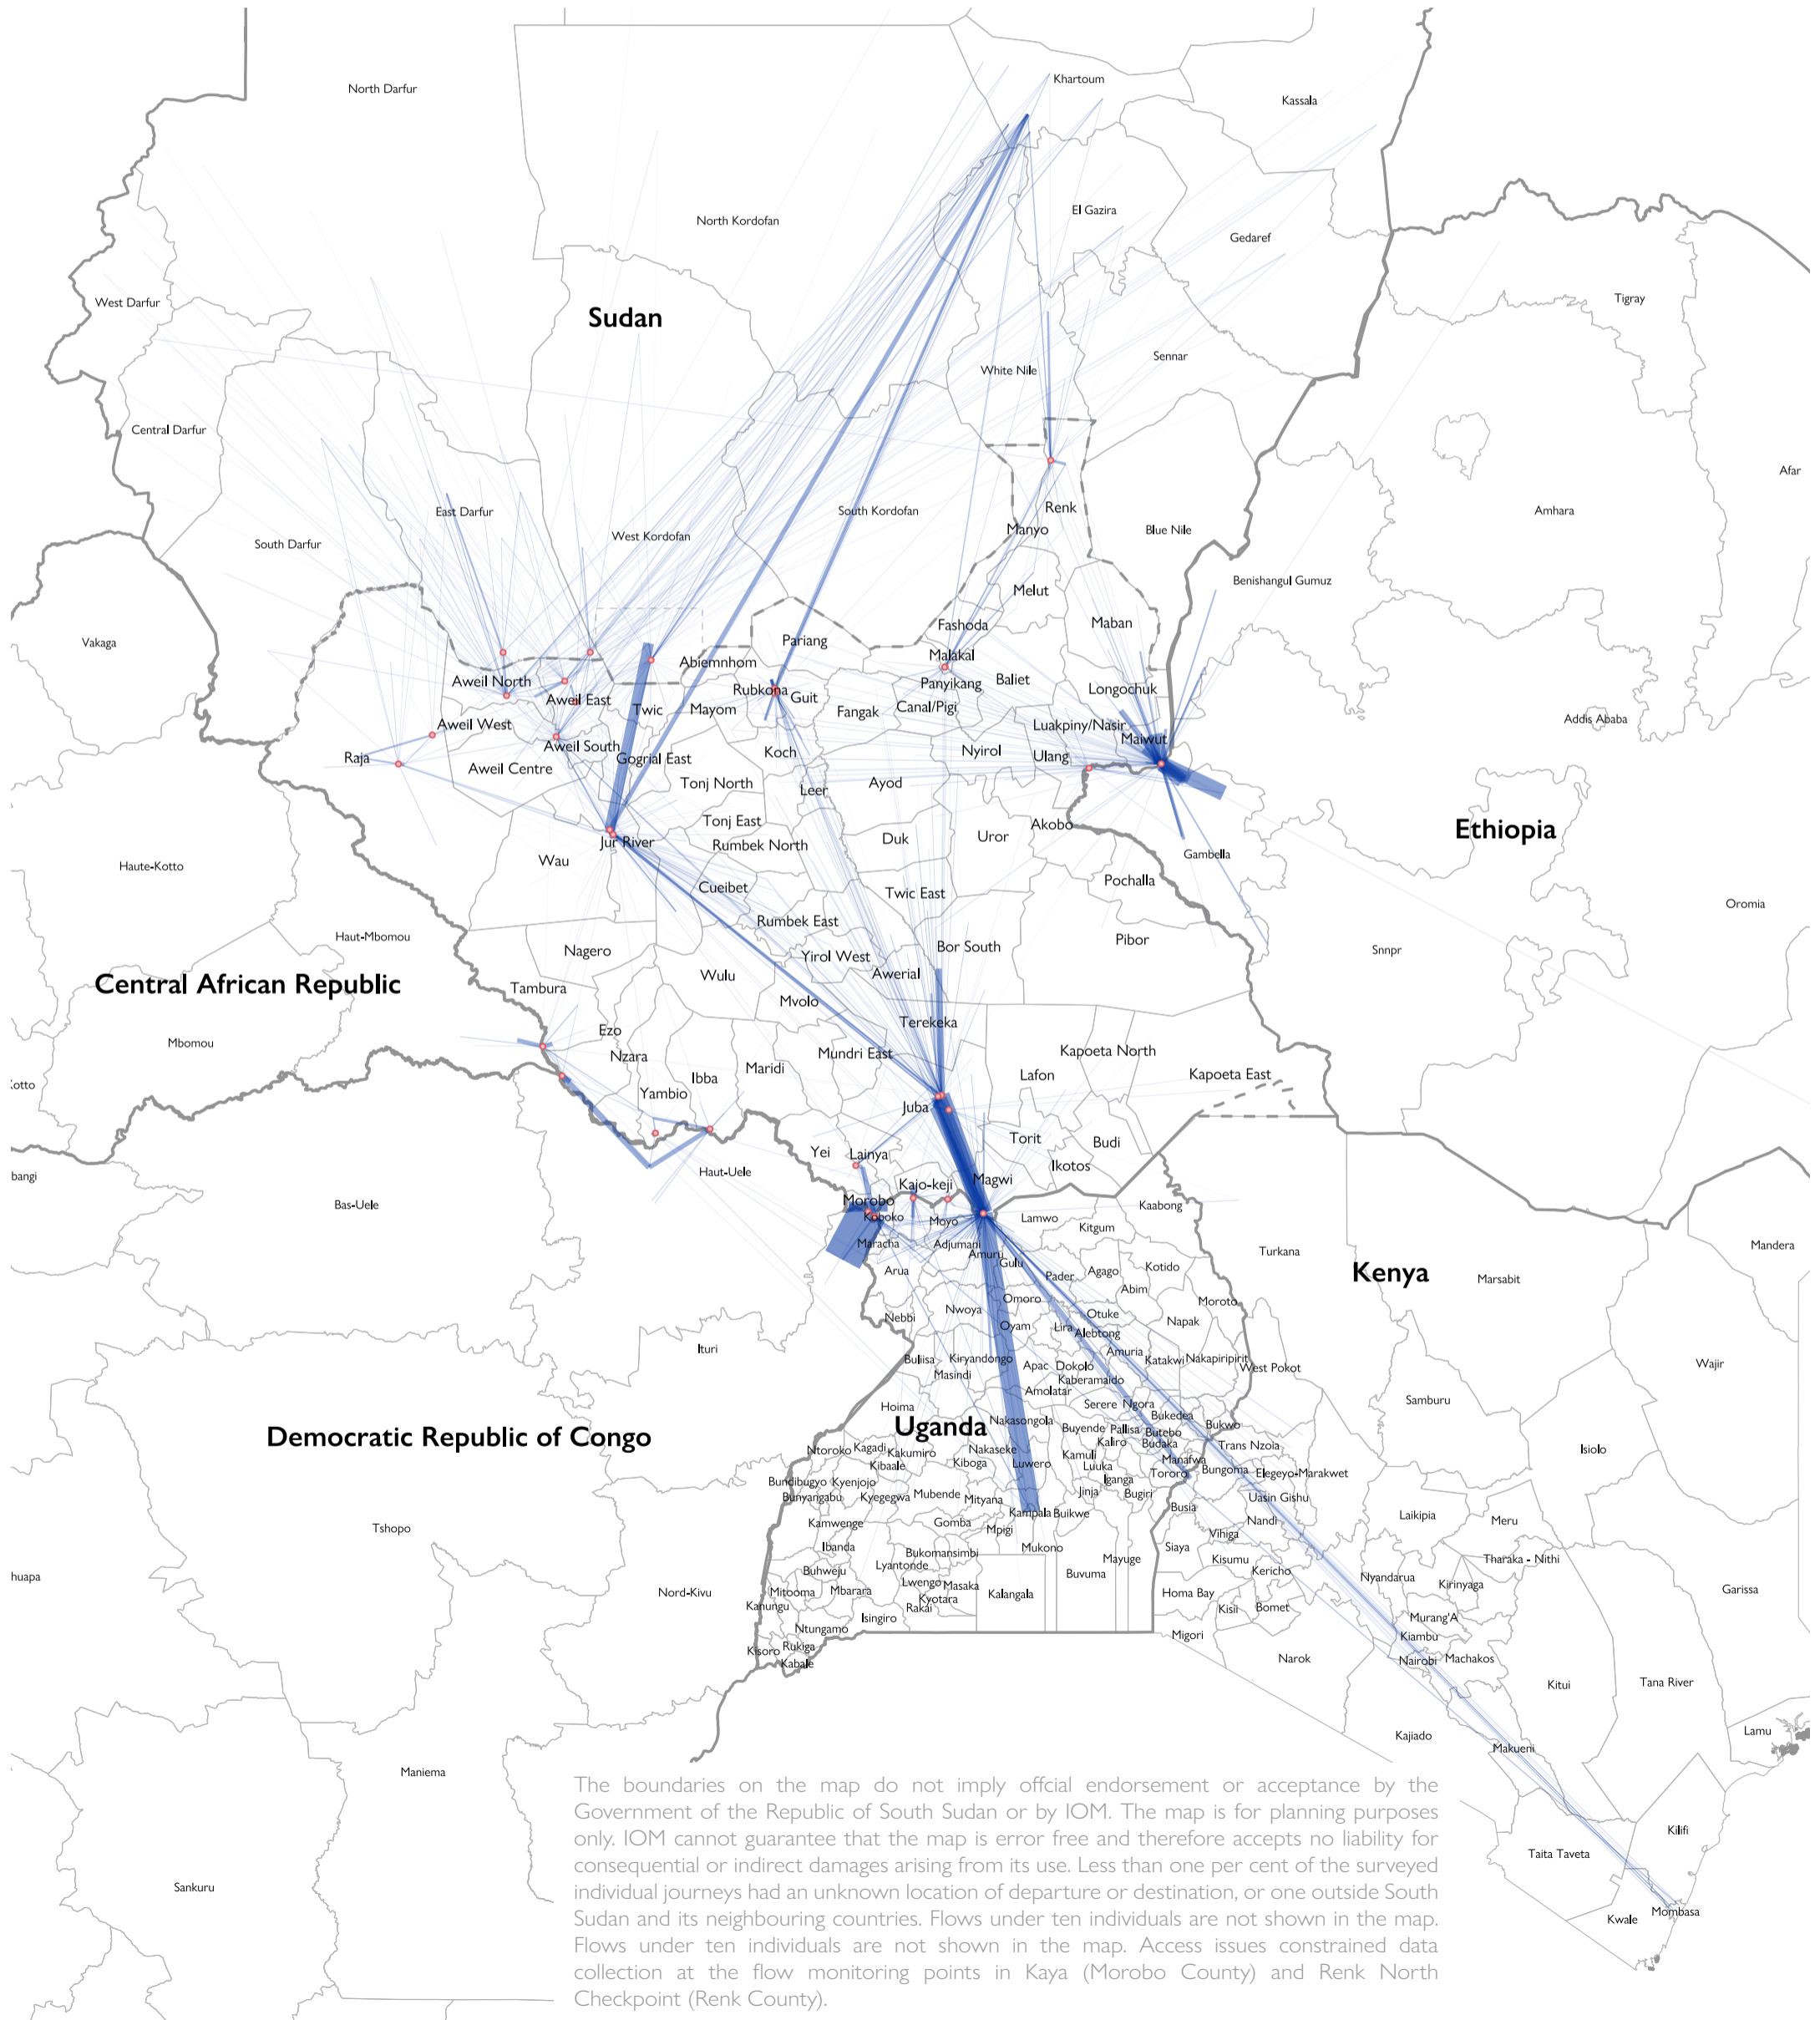 Khartoum
North Darfur
Kassala
North Kordofan
El Gazira
Gedaref
West Darfur
Tigray
Sudan
Sennar
White Nile
Central Darfur
Afar
East Darfur
South Kordofan
Renk
Amhara
Manyo
Blue Nile
West Kordofan
South Darfur
Benishangul Gumuz
Melut
Maban
Fashoda
Vakaga
Pariang
Malakal
Abiemnhom
Aweil North
Baliet
Panyikang
Longochuk
Rubkona
Guit
Aweil East
Canal/Pigi
Twic
Mayom
Fangak
Addis Ababa
Aweil West
Luakpiny/Nasir
Maiwut
Aweil South
Nyirol
Koch
Ulang
Raja
Gogrial East
Aweil Centre
Tonj North
Ayod
Leer
Tonj East
Akobo
Ethiopia
Jur River
Rumbek North
Duk
Uror
Gambella
Wau
Haute-Kotto
Pochalla
Cueibet
Twic East
Oromia
Rumbek East
Haut-Mbomou
Pibor
Bor South
Nagero
Yirol West
Snnpr
Awerial
Wulu
Central African Republic
Tambura
Mvolo
Terekeka
Ezo
Mbomou
Kapoeta North
Mundri East
Nzara
Maridi
Lafon
Kapoeta East
Ibba
otto
Yambio
Juba
Torit
Budi
Yei
Lainya
Ikotos
Haut-Uele
bangi
Magwi
Kajo-keji
Morobo
Bas-Uele
Kaabong
Koboko
Moyo
Lamwo
Kitgum
Maracha
Adjumani
Mandera
Turkana
Amuru
Gulu
Kotido
Arua
Pader
Agago
Kenya
Marsabit
Abim
Omoro
Moroto
Nwoya
Otuke
Nebbi
Napak
Oyam
Lira
Alebtong
Ituri
Amuria
Buliisa
Kiryandongo
Katakwi
Nakapiripirit
Apac
Dokolo
West Pokot
Wajir
Masindi
Kaberamaido
Amolatar
Samburu
Hoima
Serere
Ngora
Bukedea
Nakasongola
Uganda
Bukwo
Buyende
Pallisa
Butebo
Democratic Republic of Congo
Kaliro
Budaka
Trans Nzoia
Ntoroko
Kagadi
Kakumiro
Nakaseke
Isiolo
Kamuli
Manafwa
Kibaale
Kiboga
Luwero
Luuka
Bungoma
Elegeyo-Marakwet
Tororo
Iganga
Bundibugyo
Kyenjojo
Jinja
Bugiri
Uasin Gishu
Bunyangabu
Kyegegwa
Mubende
Mityana
Busia
Kampala
Buikwe
Laikipia
Meru
Kamwenge
Gomba
Nandi
Tshopo
Mpigi
Vihiga
Ibanda
Mukono
Siaya
Bukomansimbi
Kisumu
Tharaka - Nithi
Mayuge
Lyantonde
Kericho
huapa
Buhweju
Buvuma
Nyandarua
Kirinyaga
Lwengo
Masaka
Garissa
Nord-Kivu
Mitooma
Mbarara
Kalangala
Homa Bay
Kyotara
Kanungu
Rakai
Kisii
Bomet
Isingiro
Murang'A
Ntungamo
Migori
Kiambu
Kisoro
Rukiga
Narok
Nairobi
Machakos
Kabale
Tana River
Kitui
Lamu
Kajiado
Makueni
Maniema
The boundaries on the map do not imply offcial endorsement or acceptance by the
Government of the Republic of South Sudan or by IOM. The map is for planning purposes
only. IOM cannot guarantee that the map is error free and therefore accepts no liability for
consequential or indirect damages arising from its use. Less than one per cent of the surveyed
individual journeys had an unknown location of departure or destination, or one outside South
Sudan and its neighbouring countries. Flows under ten individuals are not shown in the map.
Flows under ten individuals are not shown in the map. Access issues constrained data
collection at the flow monitoring points in Kaya (Morobo County) and Renk North
Checkpoint (Renk County).
Kilifi
Taita Taveta
Sankuru
Mombasa
Kwale